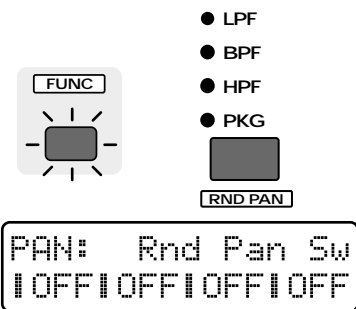 LPF
BPF
FUNC
HPF
PKG
RND PAN
PAN: Rnd Pan Sw
OFF OFF OFF OFF